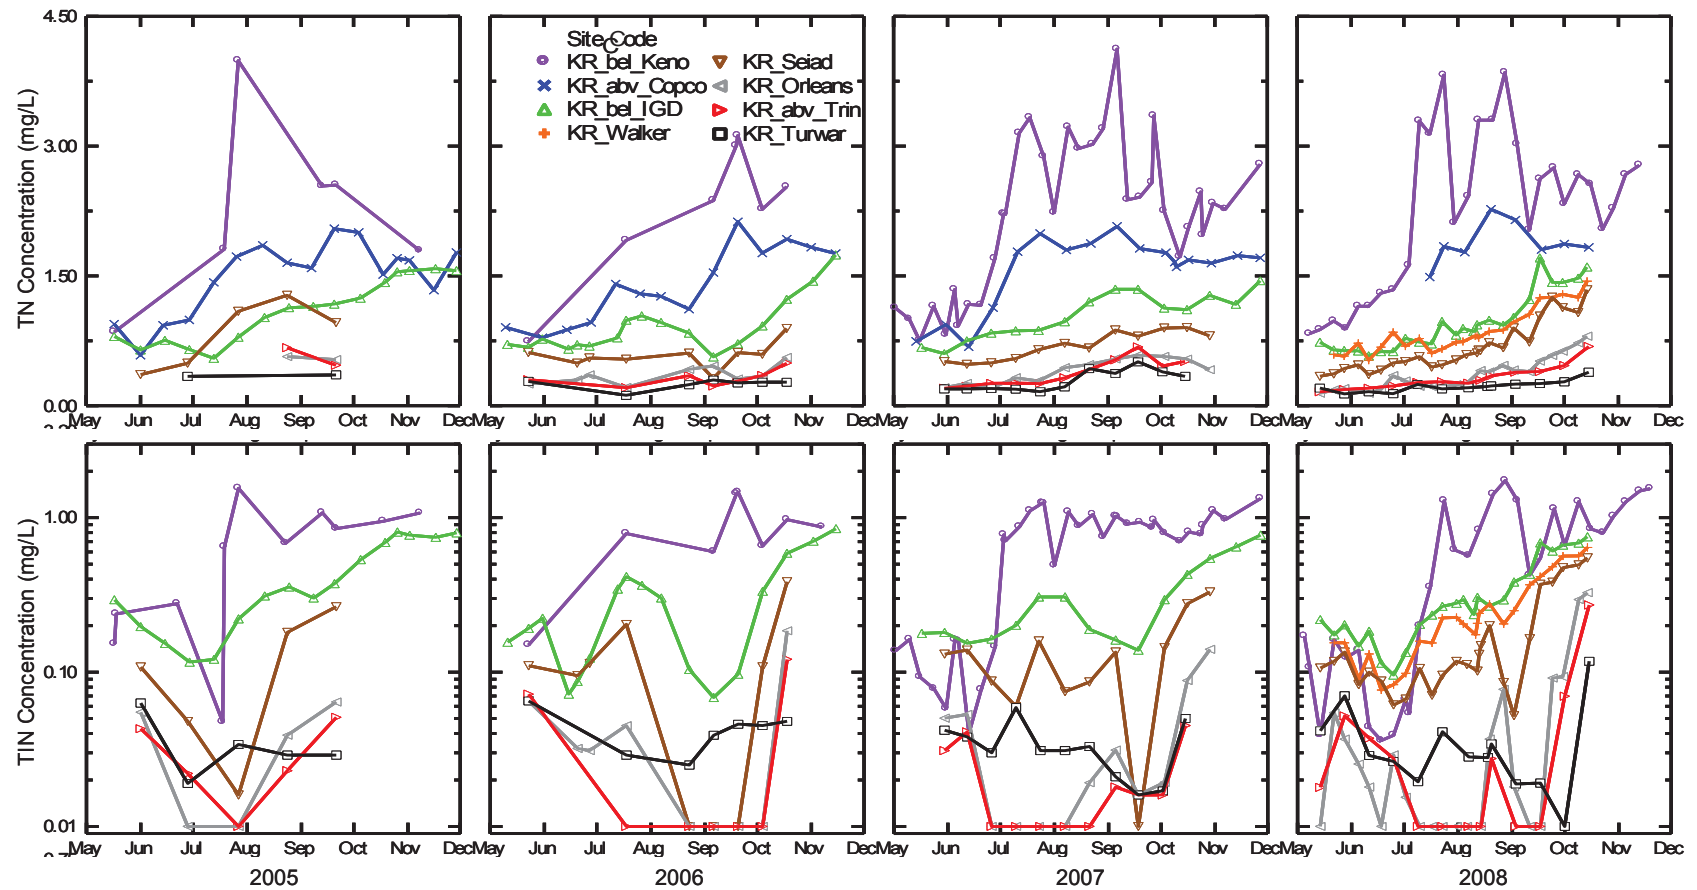 4.50
3.00
1.50
0.00
TN Concentration (mg/L)
Site Code
C
KR_bel_Keno
KR_abv_Copco
KR_bel_IGD
KR_Walker
KR_Seiad
KR_Orleans
KR_abv_Trin
KR_Turwar
May Jun Jul Aug Sep Oct Nov Dec
May Jun Jul Aug Sep Oct Nov Dec
May Jun Jul Aug Sep Oct Nov Dec
May Jun Jul Aug Sep Oct Nov Dec
1.00
0.10
0.01
TIN Concentration (mg/L)
May Jun Jul Aug Sep Oct Nov Dec
May Jun Jul Aug Sep Oct Nov Dec
May Jun Jul Aug Sep Oct Nov Dec
May Jun Jul Aug Sep Oct Nov Dec
2005
2006
2007
2008